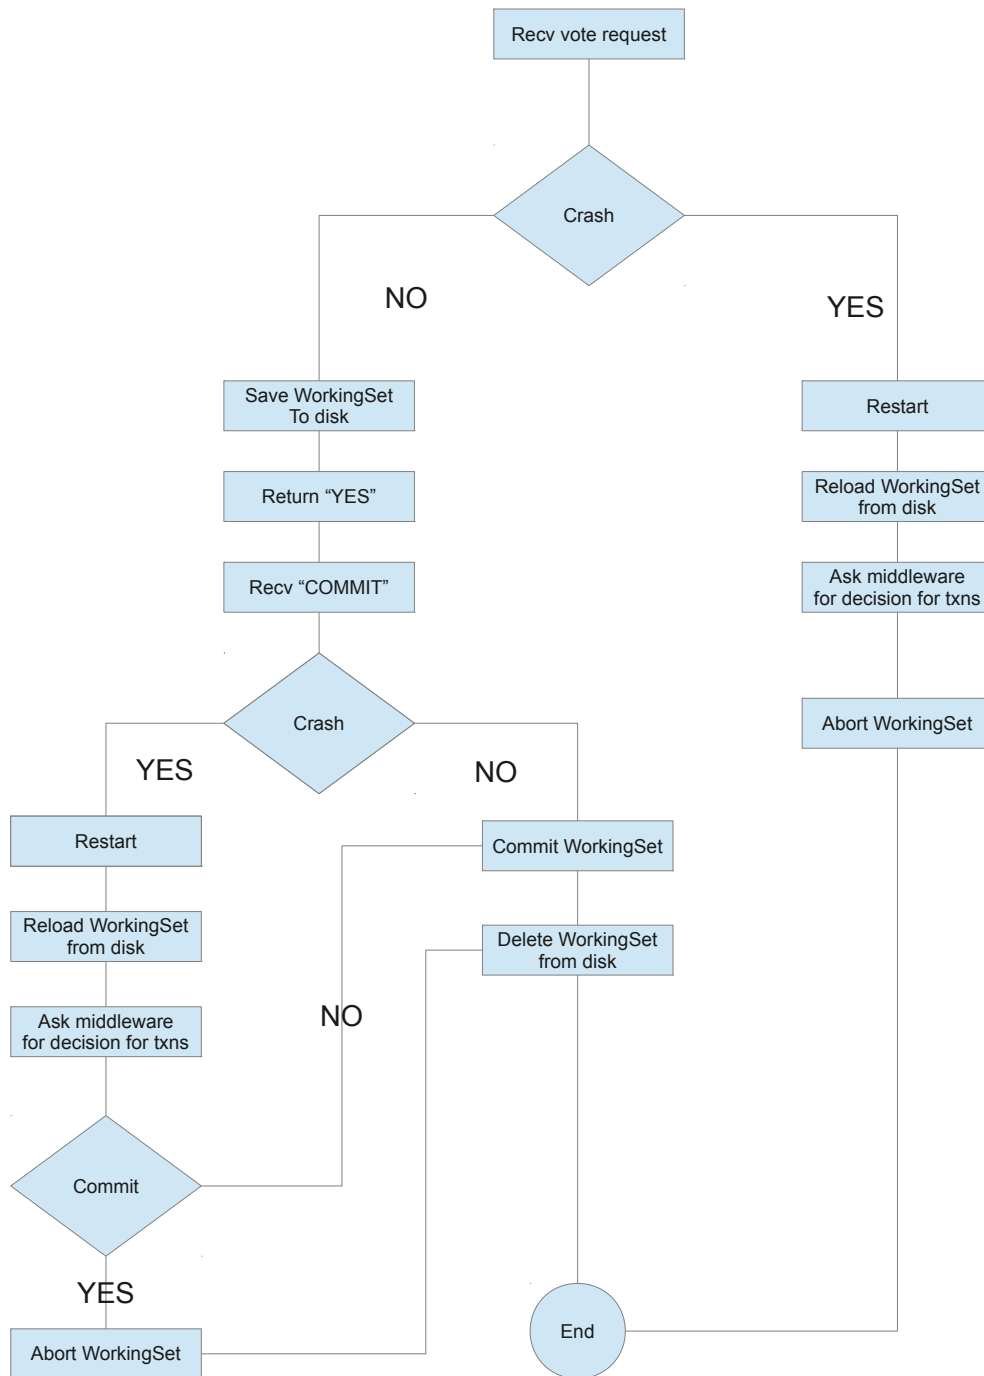 Recv vote request
Crash
NO
YES
Save WorkingSet
To disk
Restart
Return “YES”
Reload WorkingSet
from disk
Recv “COMMIT”
Ask middleware
for decision for txns
Crash
Abort WorkingSet
YES
NO
Restart
Commit WorkingSet
Reload WorkingSet
from disk
Delete WorkingSet
from disk
NO
Ask middleware
for decision for txns
Commit
YES
End
Abort WorkingSet